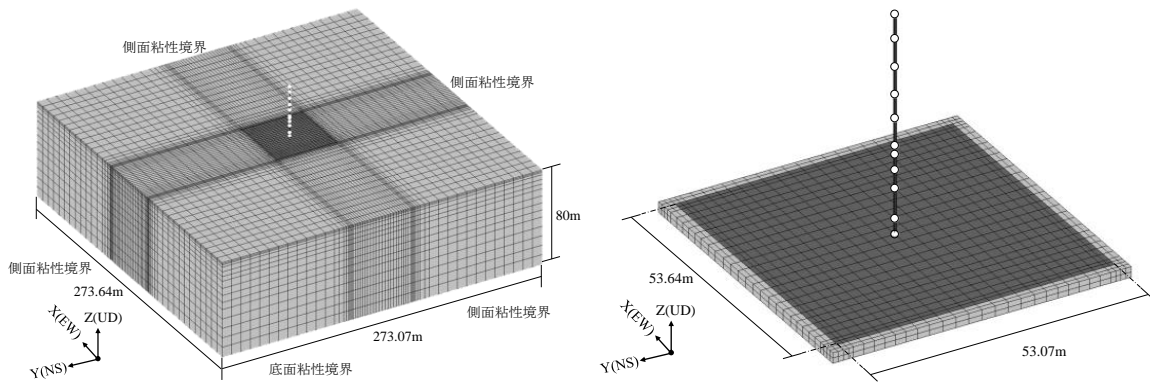 側面粘性境界
側面粘性境界
80m
側面粘性境界
273.64m
X(EW)
Z(UD)
Y(NS)
273.07m
側面粘性境界
底面粘性境界
53.64m
X(EW)
Z(UD)
Y(NS)
53.07m